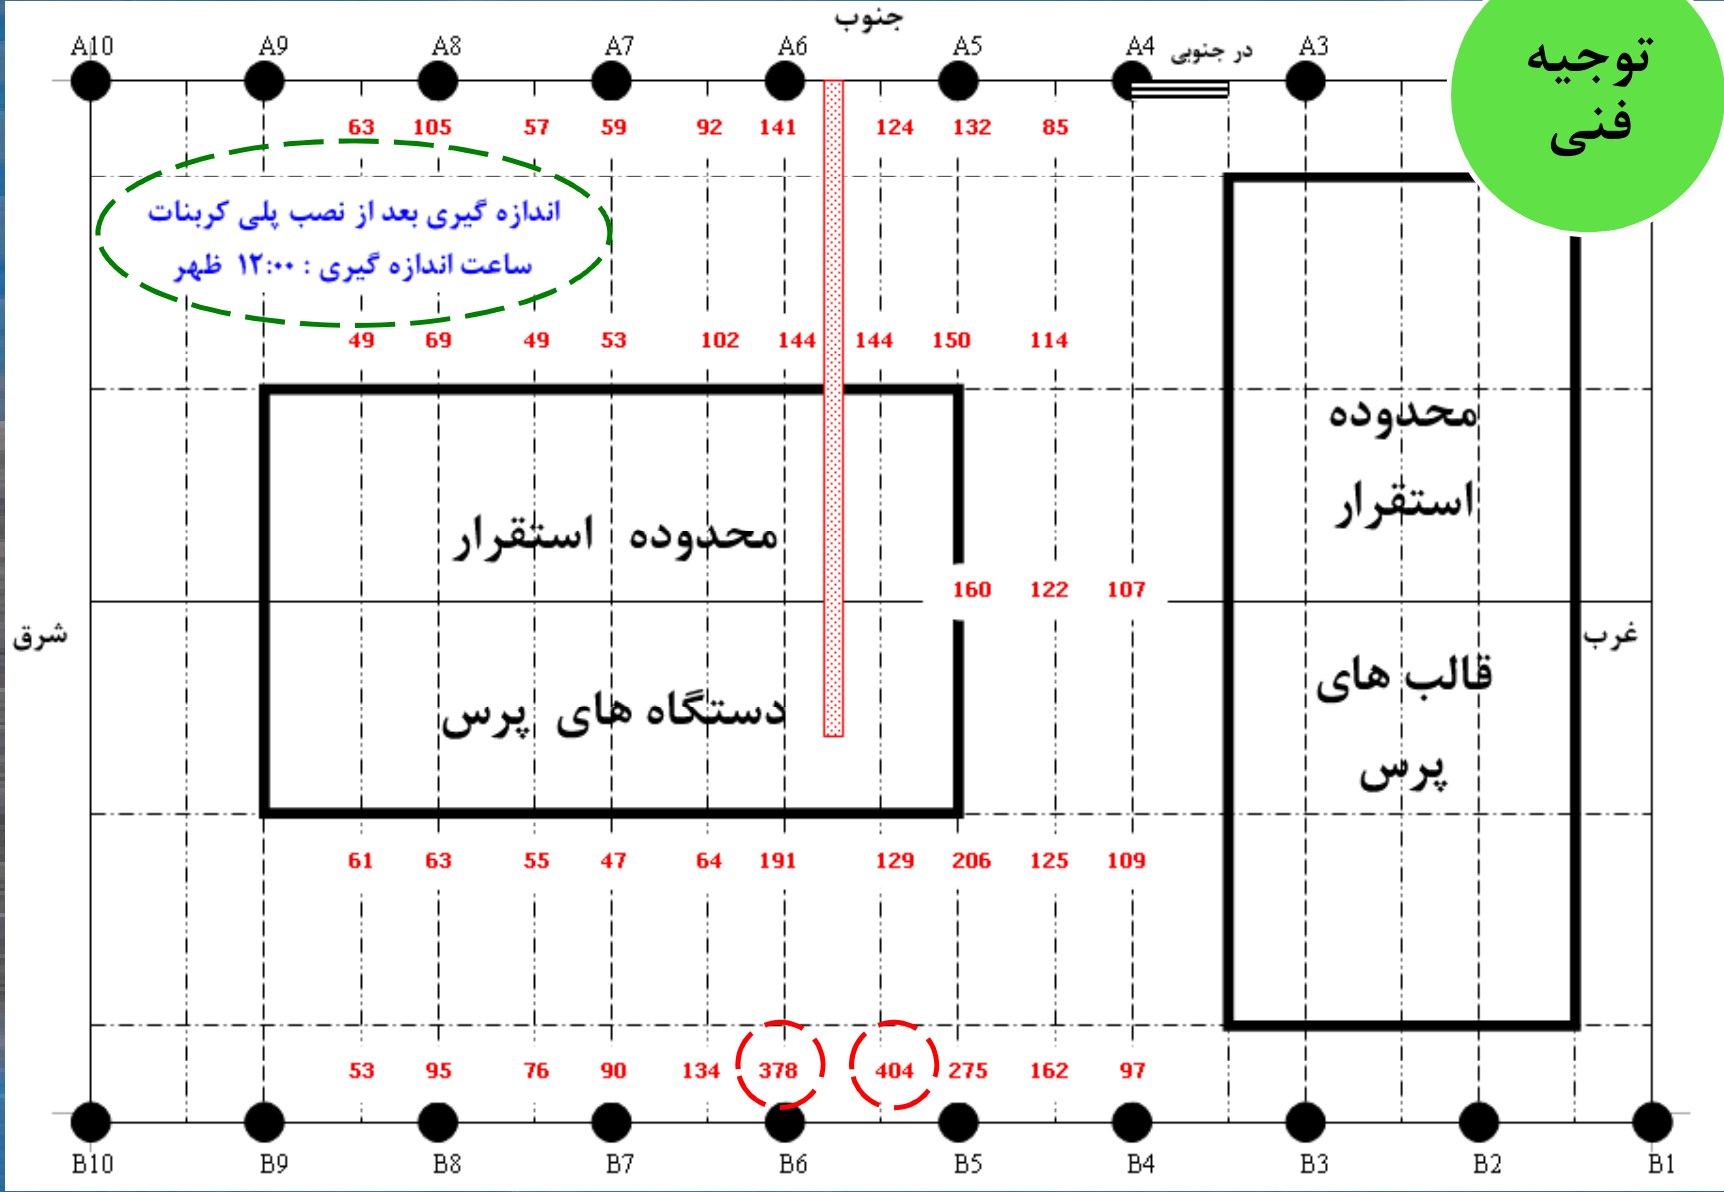 جنوب
توجیه
فنی
A10 A9 A8 A7 A6 A5 A4 در جنوبی A3
63 105 57 59 92 141 124 132 85
اندازه گیری بعد از نصب پلی کربنات
ساعت اندازه گیری : ۱۲:۰۰ ظهر
49 69 49 53 102 144 144 150 114
محدوده
استقرار
محدوده استقرار
160 122 107
شرق
غرب
قالب های
دستگاه های پرس
پرس
61 63 55 47 64 191 129 206 125 109
53 95 76 90 134 378 404 275 162 97
B10 B9 B8 B7 B6 B5 B4 B3 B2 B1